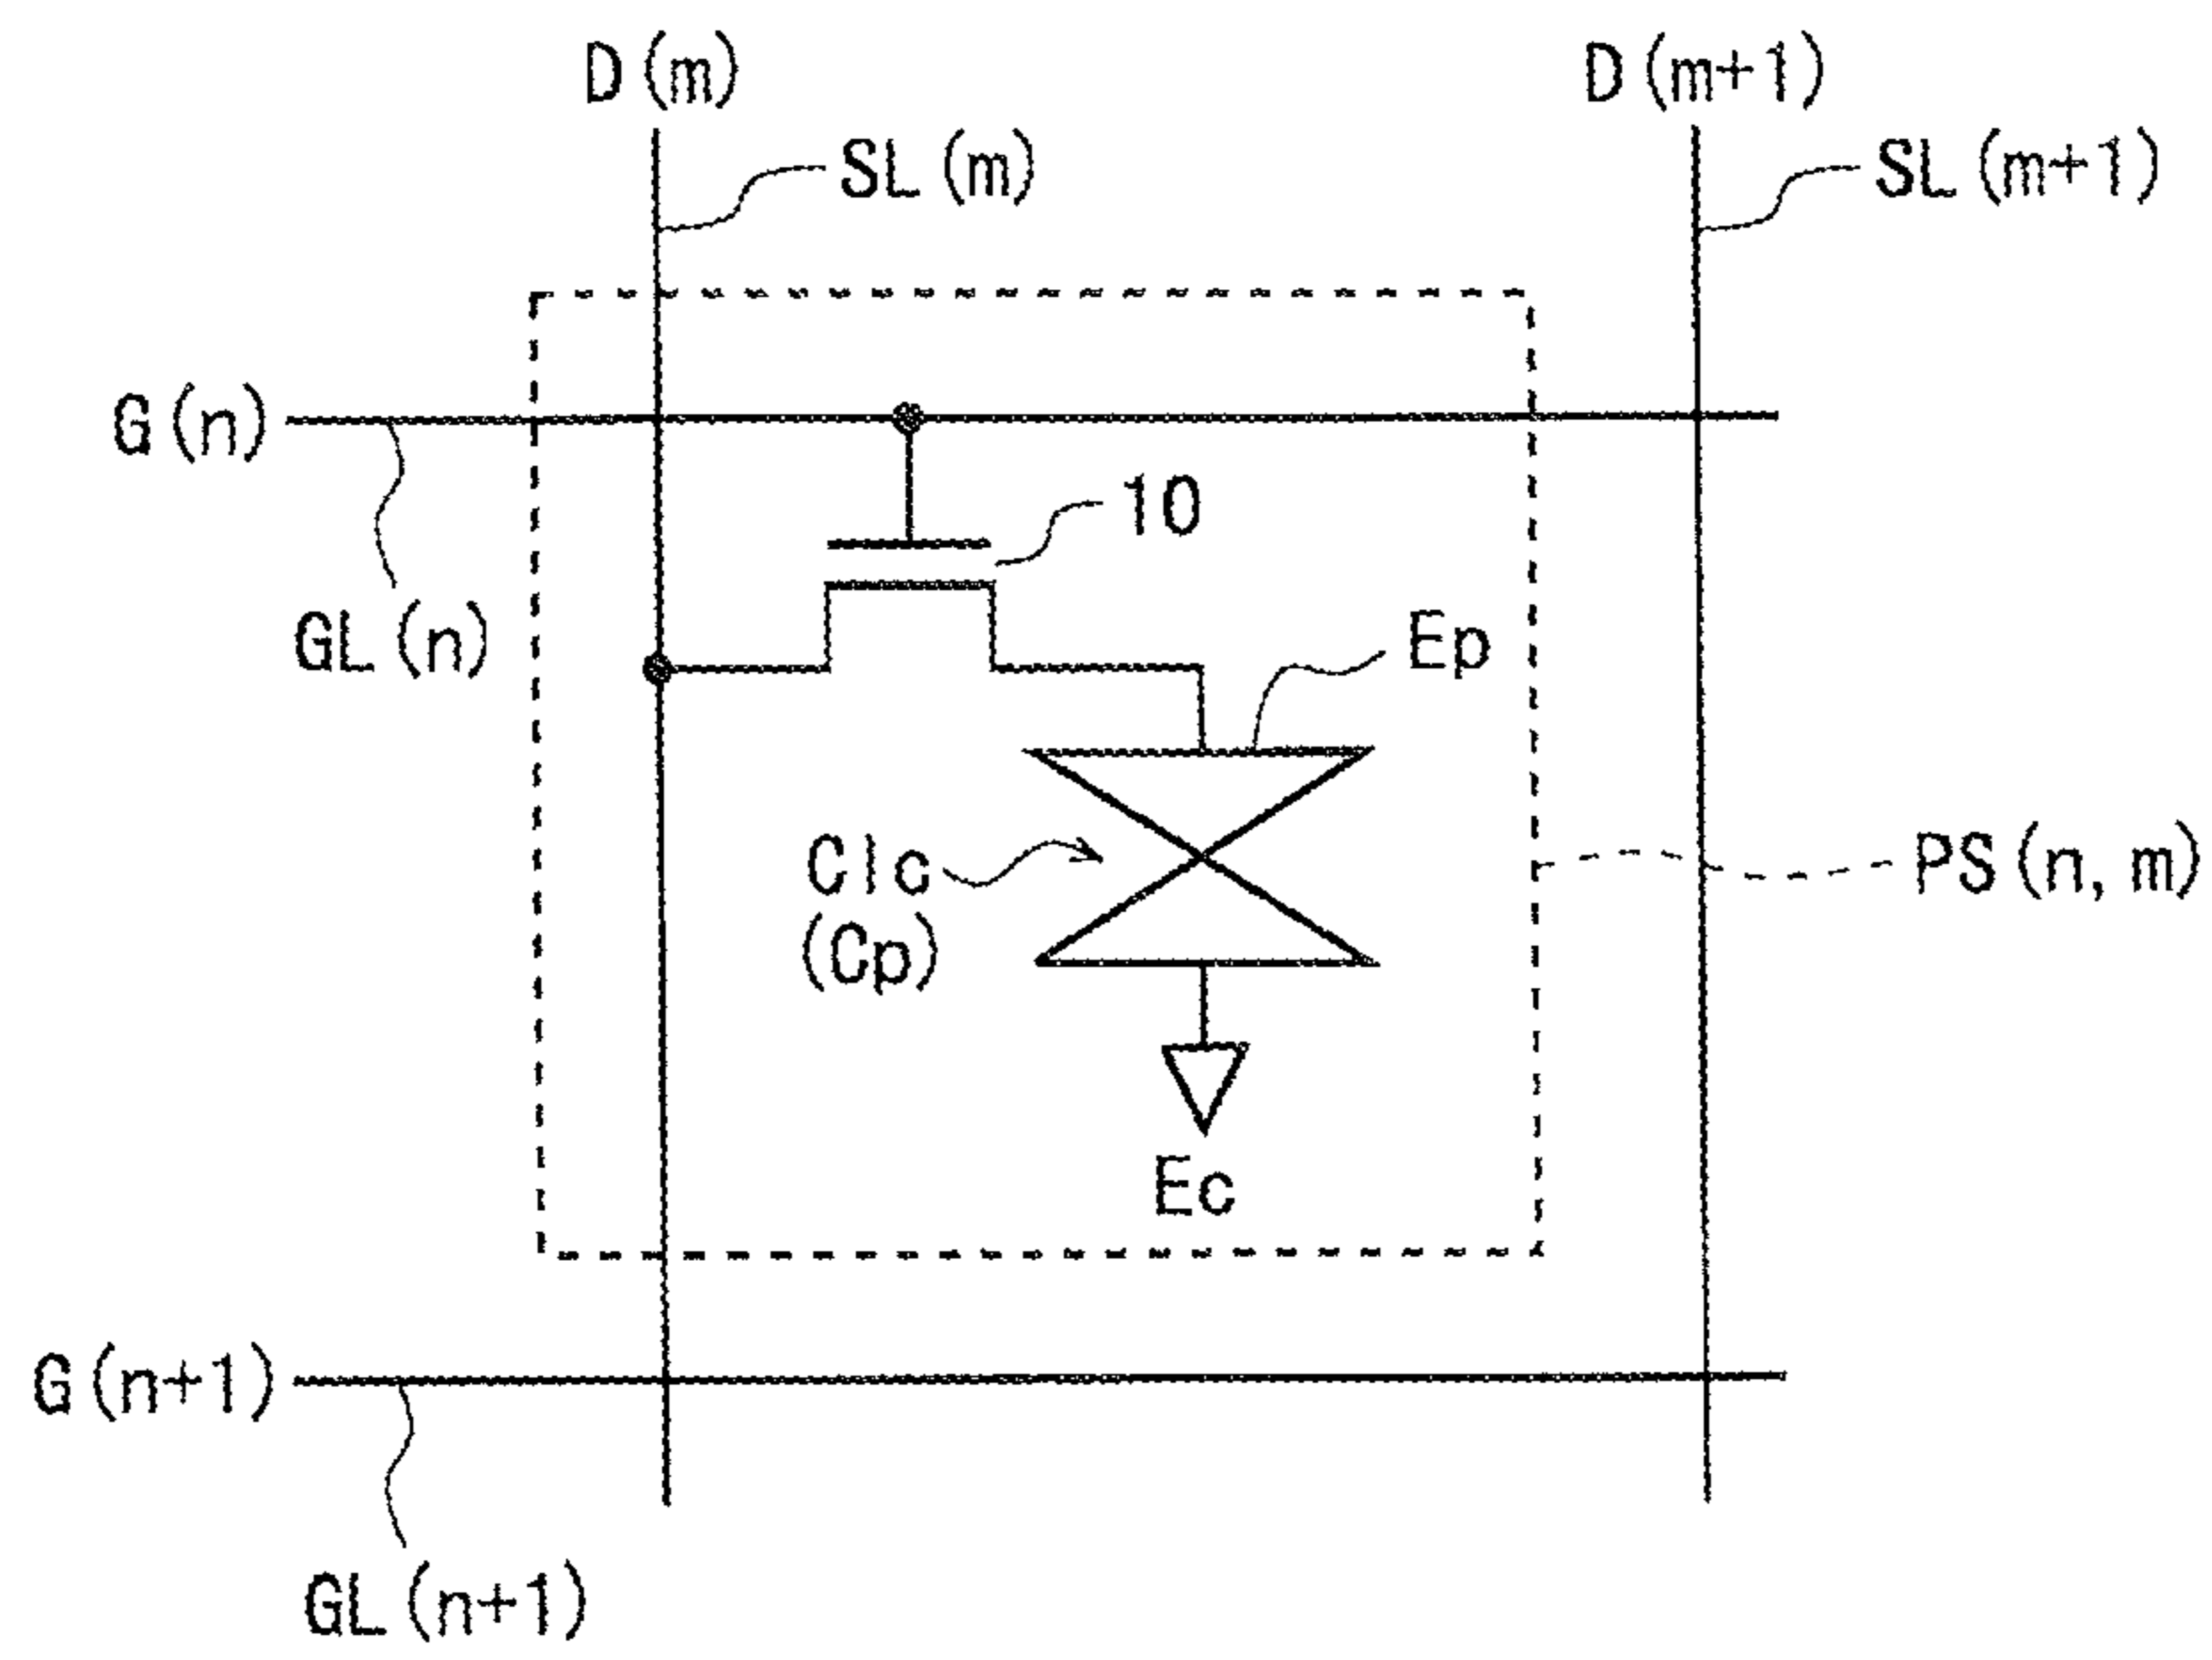 D(m)
D(m+1)
SL(m)
SL(m+1)
G(n)
GL(n)
10
Ep
Clc
(Cp)
PS(n, m)
Ec
G(n+1)
GL(n+1)